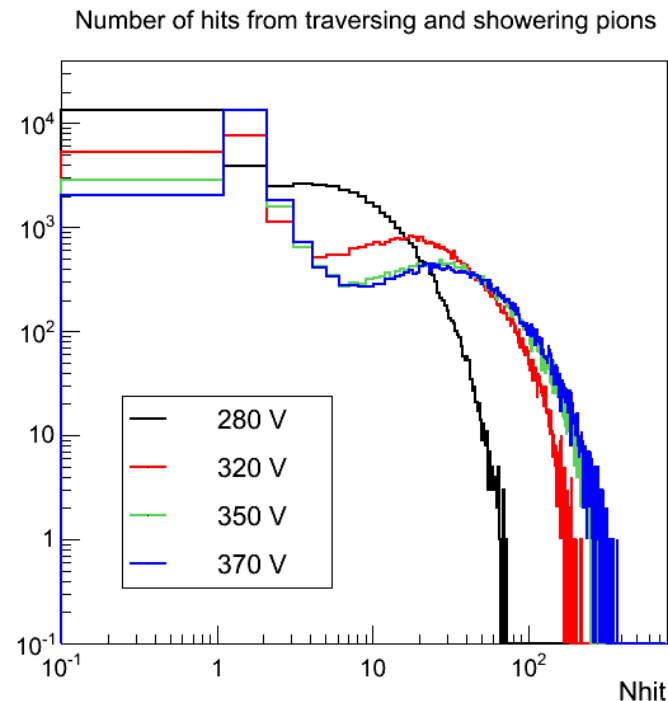 Number of hits from traversing and showering pions
10^4
10^3
10^2
10
1
10^-1
280 V
320 V
350 V
370 V
10^-1
1
10
10^2
Nhit